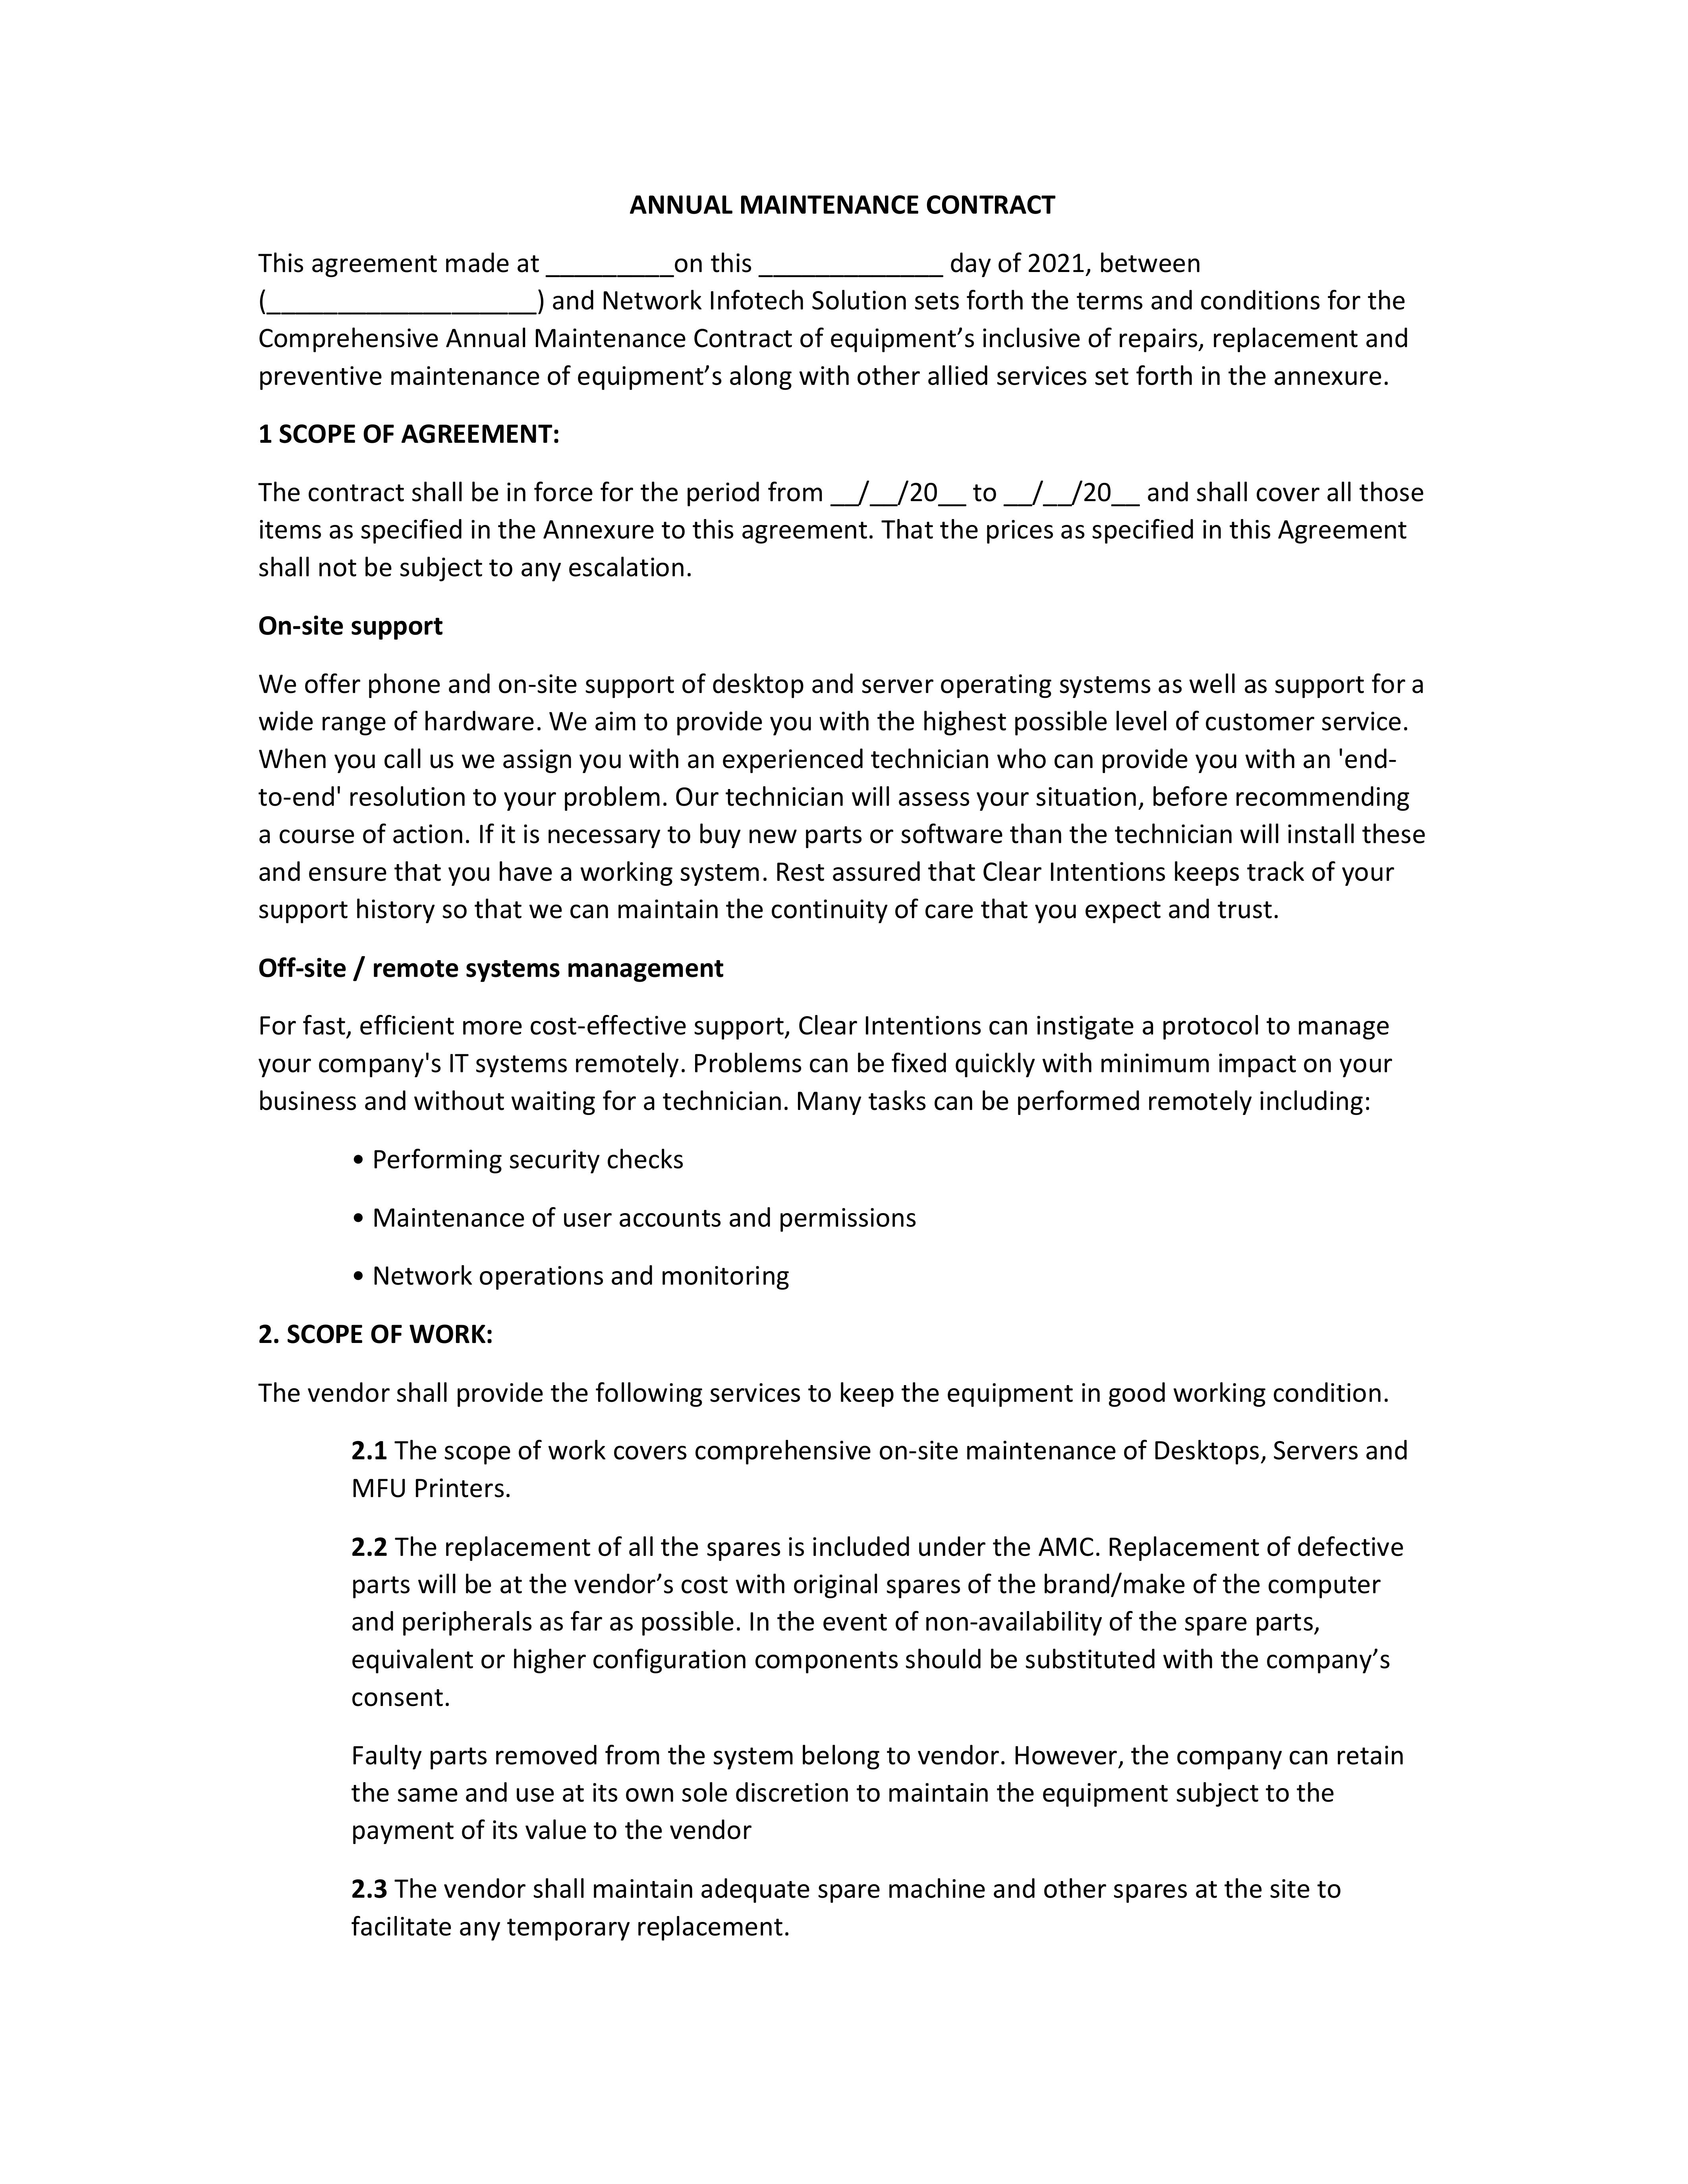 ANNUAL MAINTENANCE CONTRACT
This agreement made at _________on this _____________ day of 2021, between
(___________________) and Network Infotech Solution sets forth the terms and conditions for the
Comprehensive Annual Maintenance Contract of equipment’s inclusive of repairs, replacement and
preventive maintenance of equipment’s along with other allied services set forth in the annexure.
1 SCOPE OF AGREEMENT:
The contract shall be in force for the period from __/__/20__ to __/__/20__ and shall cover all those
items as specified in the Annexure to this agreement. That the prices as specified in this Agreement
shall not be subject to any escalation.
On-site support
We offer phone and on-site support of desktop and server operating systems as well as support for a
wide range of hardware. We aim to provide you with the highest possible level of customer service.
When you call us we assign you with an experienced technician who can provide you with an 'end-
to-end' resolution to your problem. Our technician will assess your situation, before recommending
a course of action. If it is necessary to buy new parts or software than the technician will install these
and ensure that you have a working system. Rest assured that Clear Intentions keeps track of your
support history so that we can maintain the continuity of care that you expect and trust.
Off-site / remote systems management
For fast, efficient more cost-effective support, Clear Intentions can instigate a protocol to manage
your company's IT systems remotely. Problems can be fixed quickly with minimum impact on your
business and without waiting for a technician. Many tasks can be performed remotely including:
• Performing security checks
• Maintenance of user accounts and permissions
• Network operations and monitoring
2. SCOPE OF WORK:
The vendor shall provide the following services to keep the equipment in good working condition.
2.1 The scope of work covers comprehensive on-site maintenance of Desktops, Servers and
MFU Printers.
2.2 The replacement of all the spares is included under the AMC. Replacement of defective
parts will be at the vendor’s cost with original spares of the brand/make of the computer
and peripherals as far as possible. In the event of non-availability of the spare parts,
equivalent or higher configuration components should be substituted with the company’s
consent.
Faulty parts removed from the system belong to vendor. However, the company can retain
the same and use at its own sole discretion to maintain the equipment subject to the
payment of its value to the vendor
2.3 The vendor shall maintain adequate spare machine and other spares at the site to
facilitate any temporary replacement.